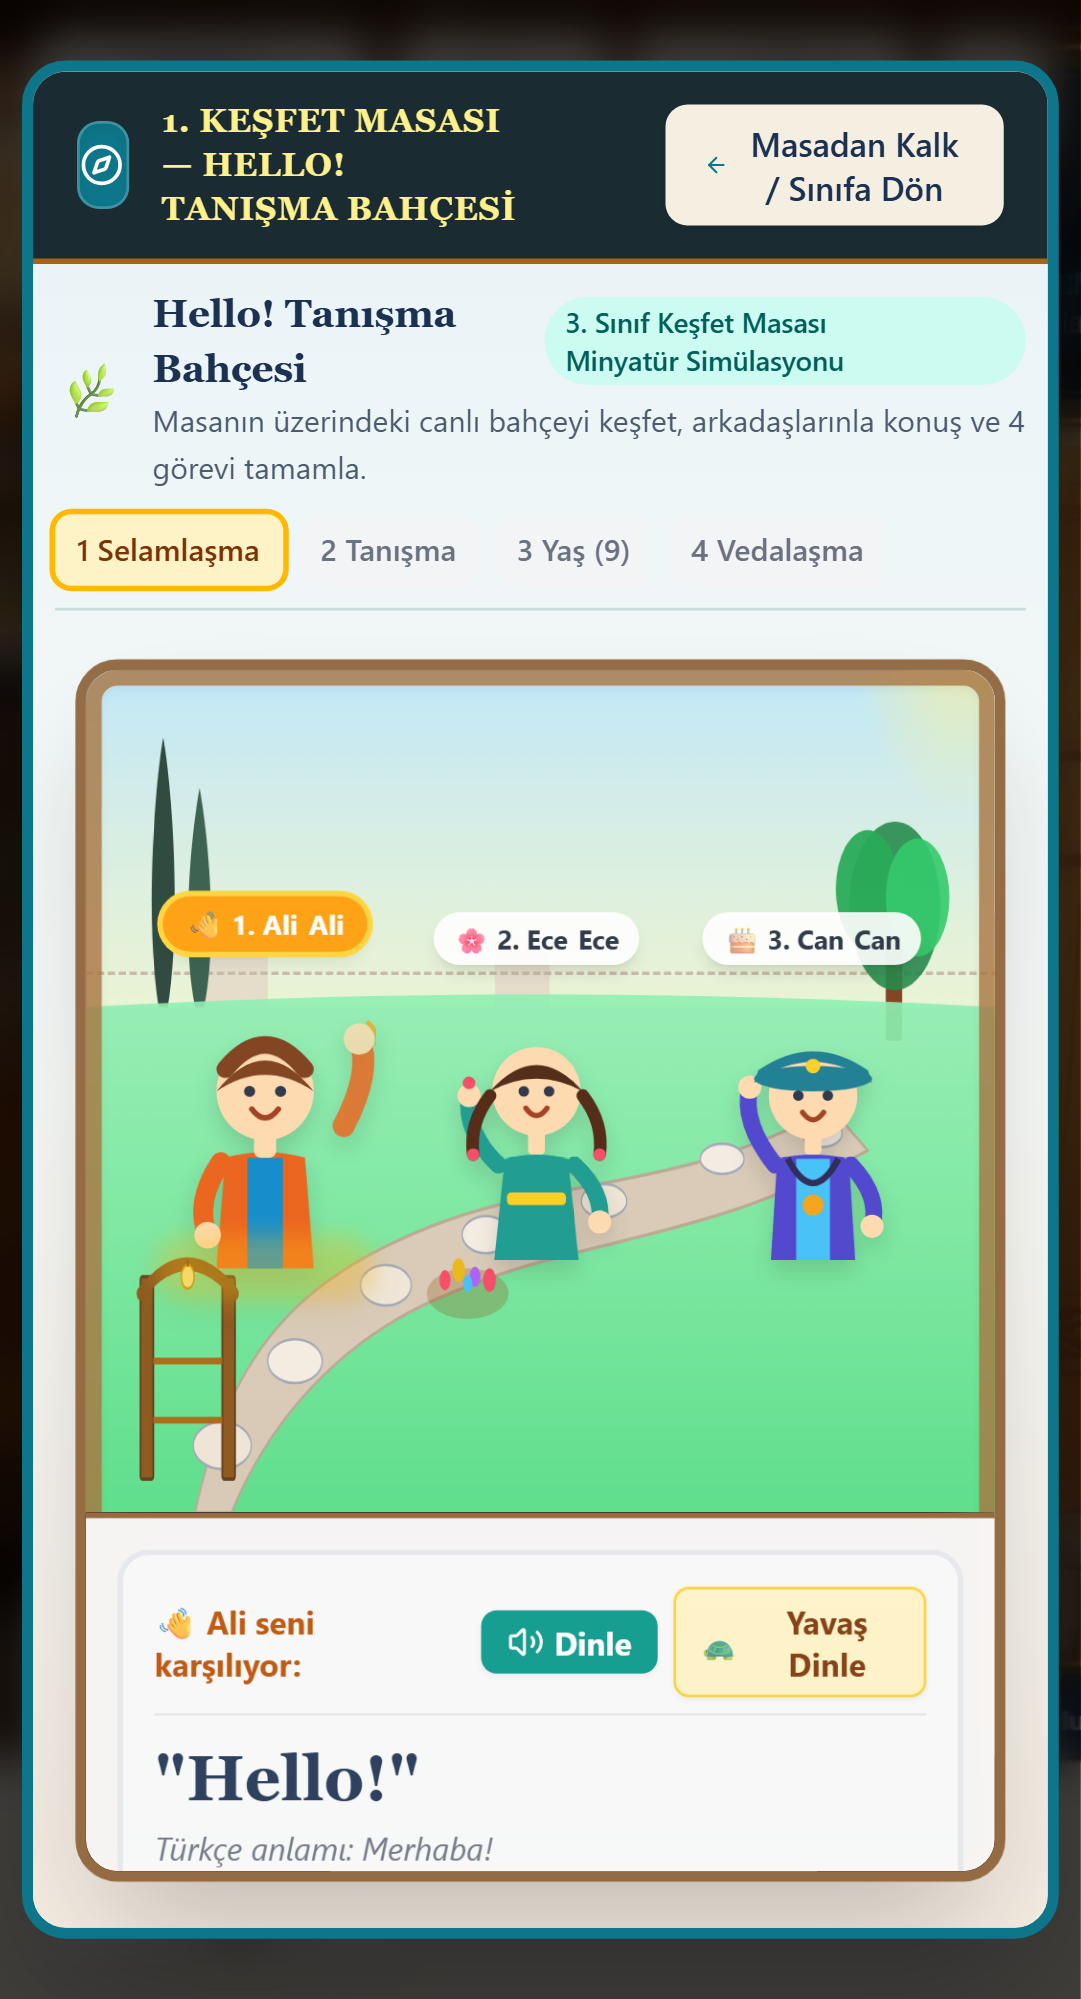 1. KEŞFET MASASI
— HELLO!
TANIŞMA BAHÇESİ
← Masadan Kalk
/ Sınıfa Dön
Hello! Tanışma
Bahçesi
3. Sınıf Keşfet Masası
Minyatür Simülasyonu
Masanın üzerindeki canlı bahçeyi keşfet, arkadaşlarınla konuş ve 4
görevi tamamla.
1 Selamlaşma
2 Tanışma
3 Yaş (9)
4 Vedalaşma
1. Ali Ali
2. Ece Ece
3. Can Can
Ali seni
karşılıyor:
Dinle
Yavaş
Dinle
"Hello!"
Türkçe anlamı: Merhaba!